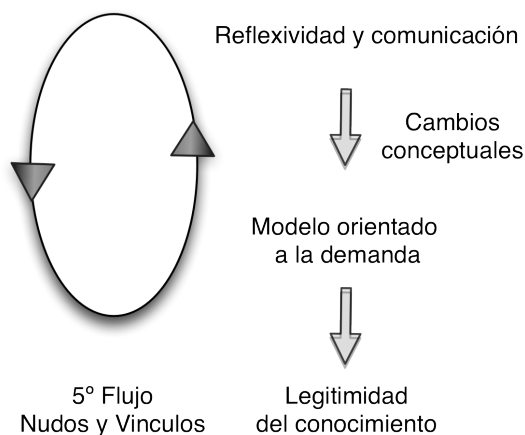 Reflexividad y comunicación
Cambios
conceptuales
Modelo orientado
a la demanda
5º Flujo
Nudos y Vinculos
Legitimidad
del conocimiento